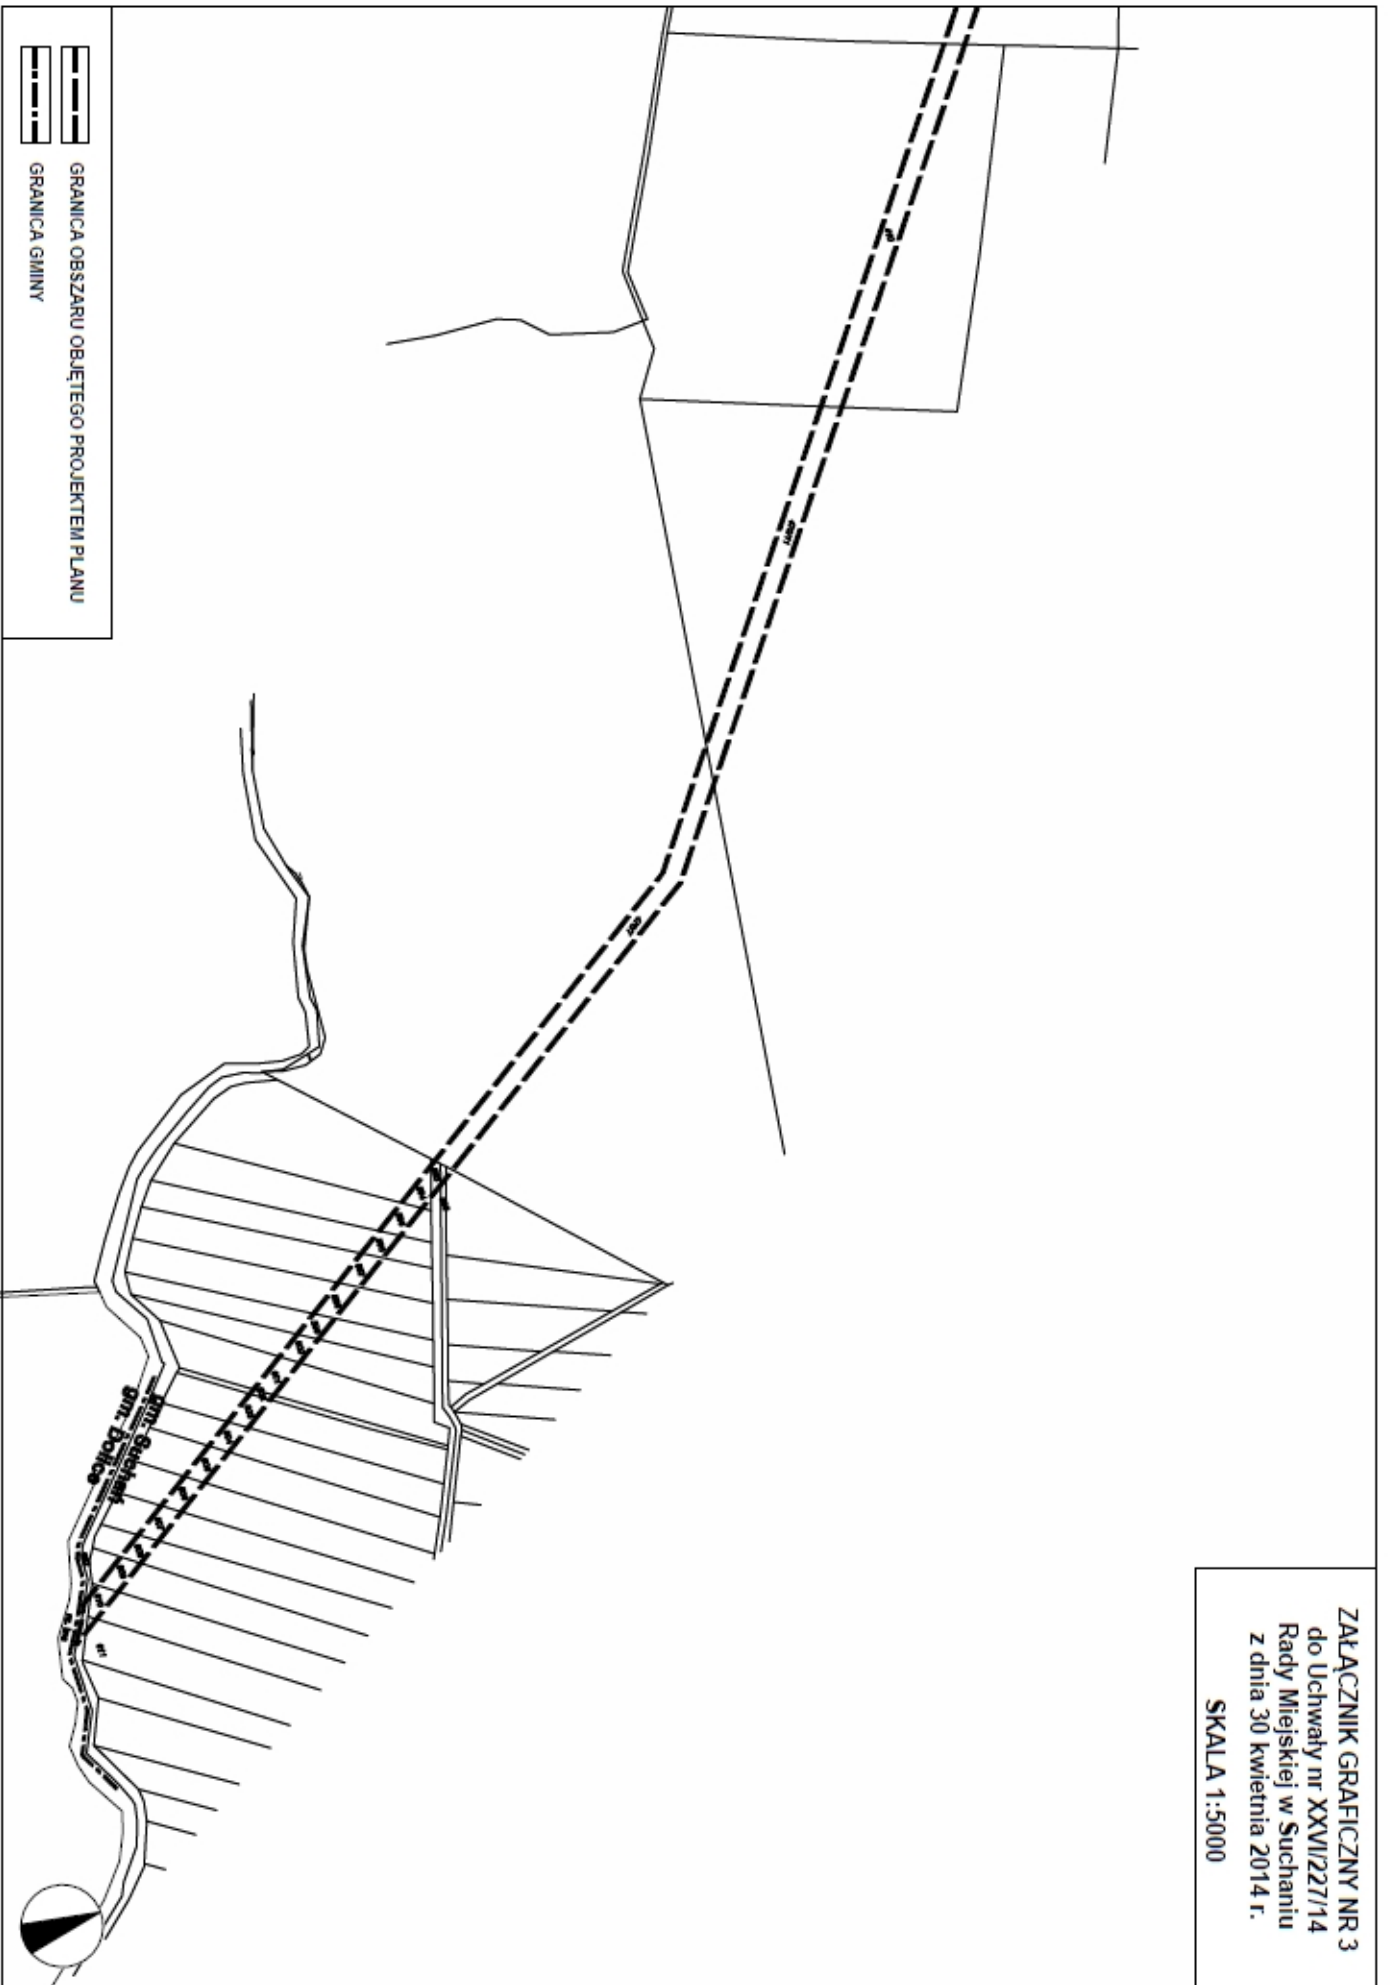 ZAŁĄCZNIK GRAFICZNY NR 3
do Uchwały nr XXVI/227/14
Rady Miejskiej w Suchaniu
z dnia 30 kwietnia 2014 r.
SKALA 1:5000
gm. Suchań
gm. Dolice
GRANICA OBSZARU OBJĘTEGO PROJEKTEM PLANU
GRANICA GMINY